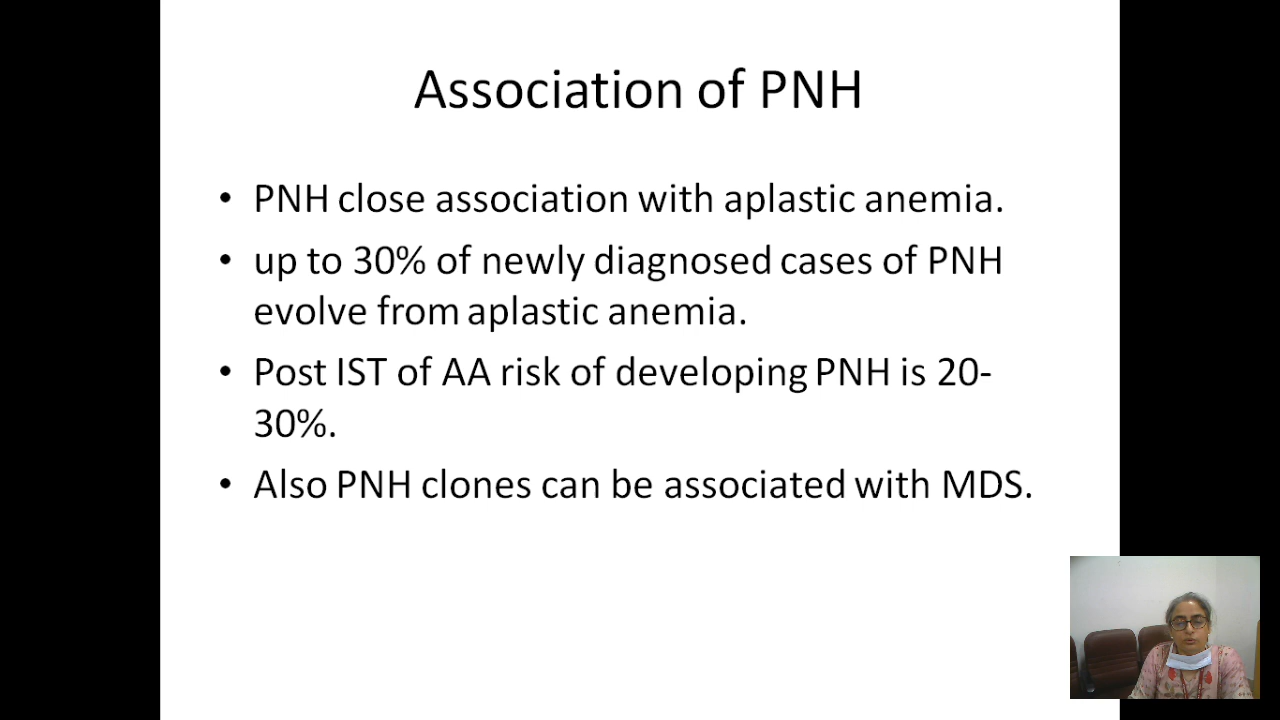 Association of PNH
• PNH close association with aplastic anemia.
• up to 30% of newly diagnosed cases of PNH
evolve from aplastic anemia.
• Post IST of AA risk of developing PNH is 20-
30%.
• Also PNH clones can be associated with MDS.